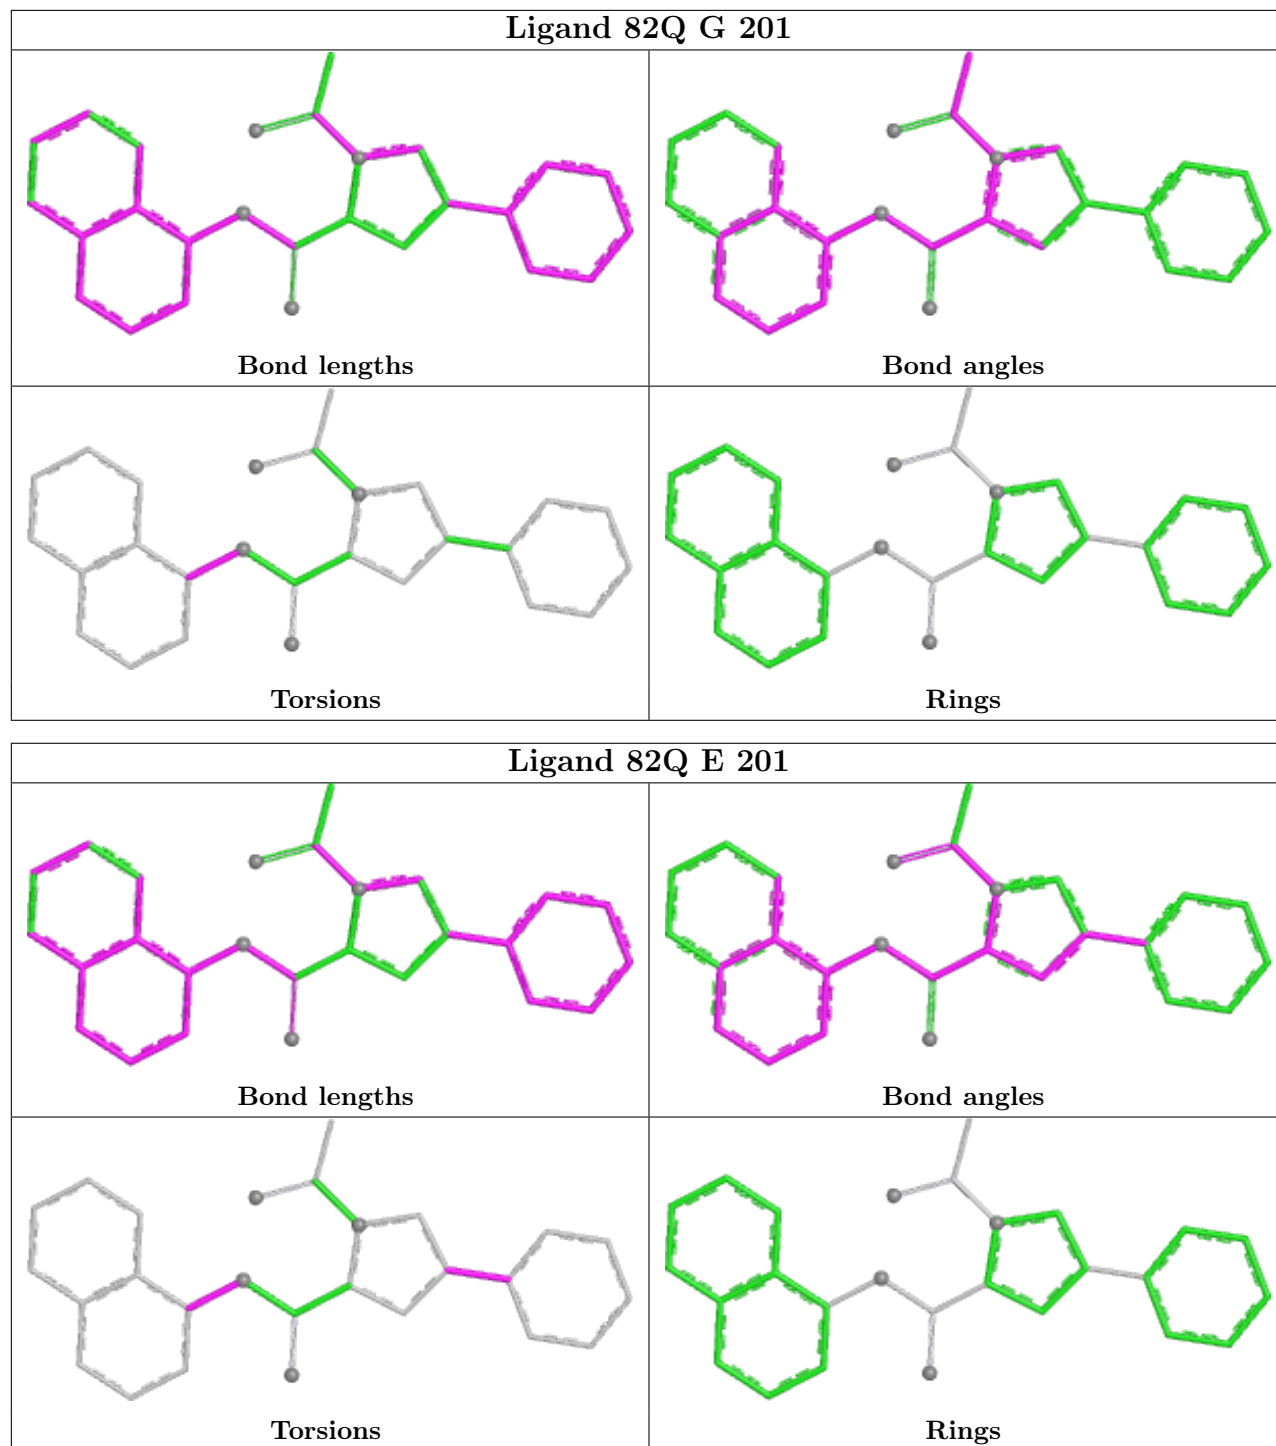 Ligand 82Q G 201
Bond lengths
Bond angles
Torsions
Rings
Ligand 82Q E 201
Bond lengths
Bond angles
Torsions
Rings